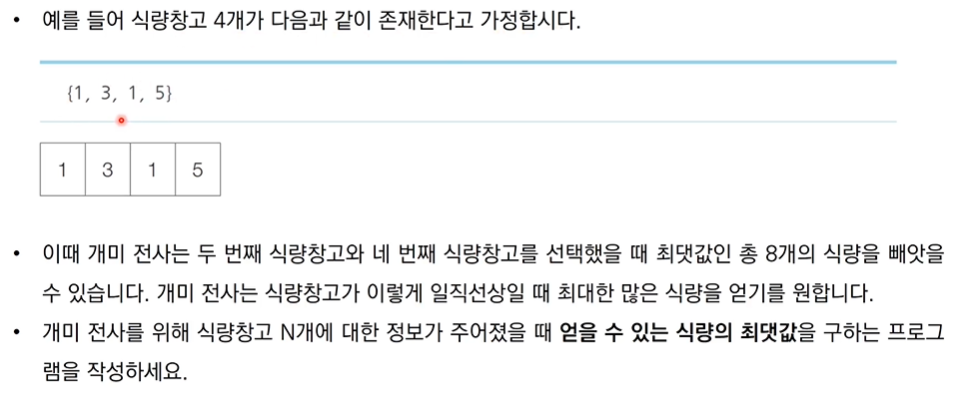 • 예를 들어 식량창고 4개가 다음과 같이 존재한다고 가정합시다.
{1, 3, 1, 5}
1 3 1 5
• 이때 개미 전사는 두 번째 식량창고와 네 번째 식량창고를 선택했을 때 최댓값인 총 8개의 식량을 빼앗을
수 있습니다. 개미 전사는 식량창고가 이렇게 일직선상일 때 최대한 많은 식량을 얻기를 원합니다.
• 개미 전사를 위해 식량창고 N개에 대한 정보가 주어졌을 때 얻을 수 있는 식량의 최댓값을 구하는 프로그
램을 작성하세요.